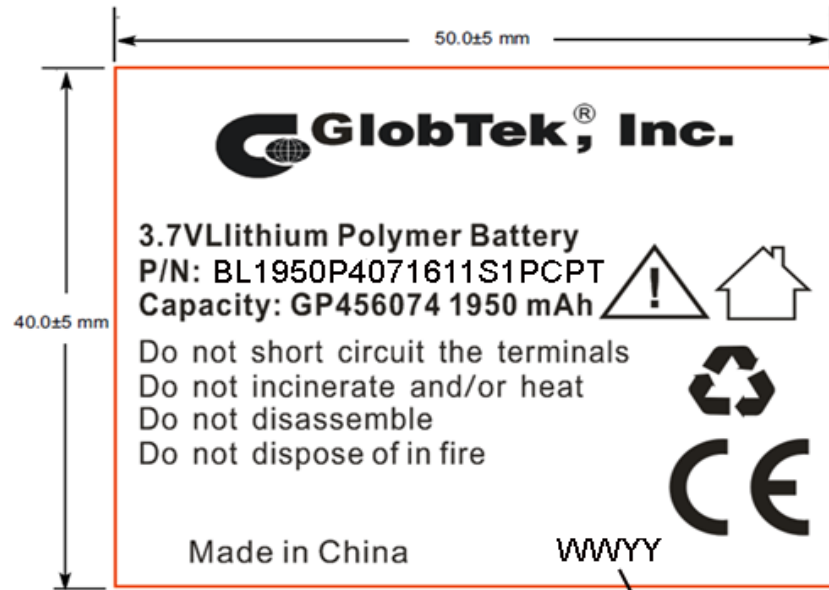 50.0±5 mm
GlobTek®, Inc.
3.7VLlithium Polymer Battery
P/N: BL1950P4071611S1PCPT
Capacity: GP456074 1950 mAh
!
40.0±5 mm
Do not short circuit the terminals
Do not incinerate and/or heat
Do not disassemble
Do not dispose of in fire
CE
Made in China
WWYY